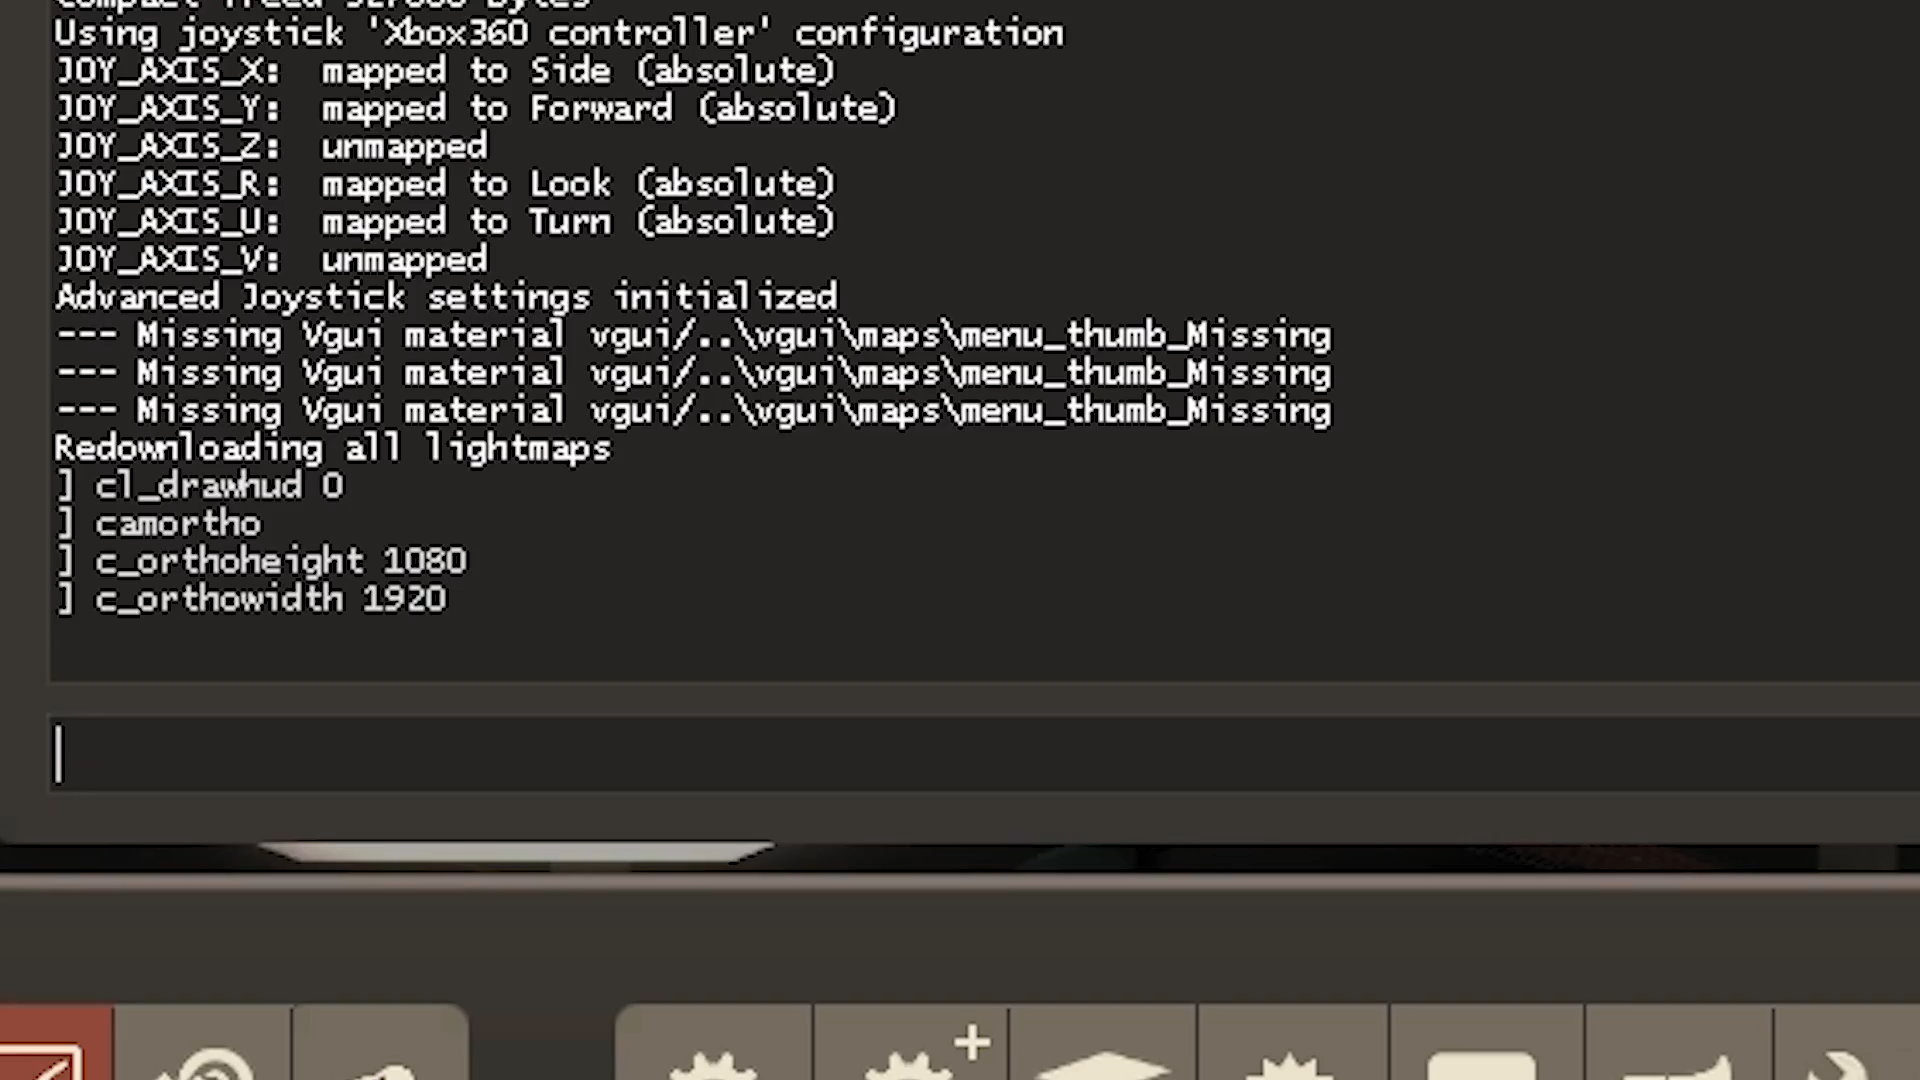 Using joystick 'Xbox360 controller' configuration
JOY_AXIS_X:  mapped to Side (absolute)
JOY_AXIS_Y:  mapped to Forward (absolute)
JOY_AXIS_Z:  unmapped
JOY_AXIS_R:  mapped to Look (absolute)
JOY_AXIS_U:  mapped to Turn (absolute)
JOY_AXIS_V:  unmapped
Advanced Joystick settings initialized
--- Missing Vgui material vgui/..\vgui\maps\menu_thumb_Missing
--- Missing Vgui material vgui/..\vgui\maps\menu_thumb_Missing
--- Missing Vgui material vgui/..\vgui\maps\menu_thumb_Missing
Redownloading all lightmaps
] cl_drawhud 0
] camortho
] c_orthoheight 1080
] c_orthowidth 1920